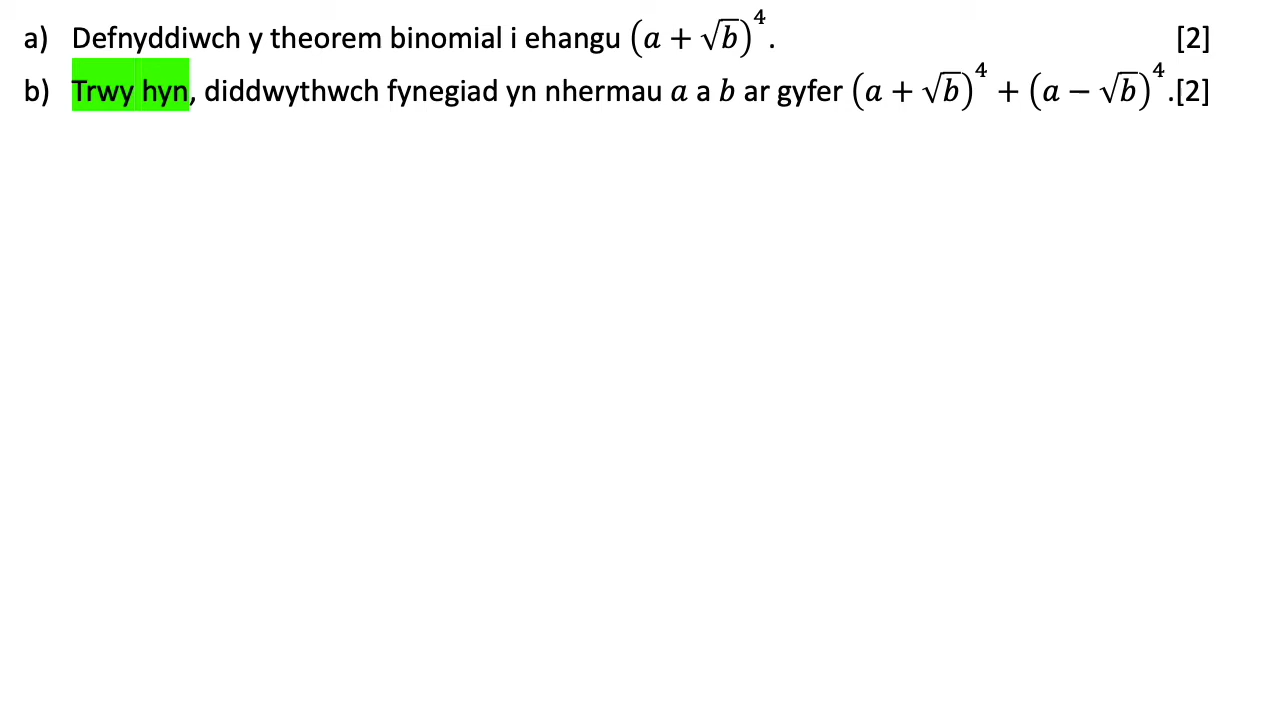 a) Defnyddiwch y theorem binomial i ehangu (a + √b)⁴. [2]
b) Trwy hyn, diddwythwch fynegiad yn nhermau a a b ar gyfer (a + √b)⁴ + (a − √b)⁴.[2]